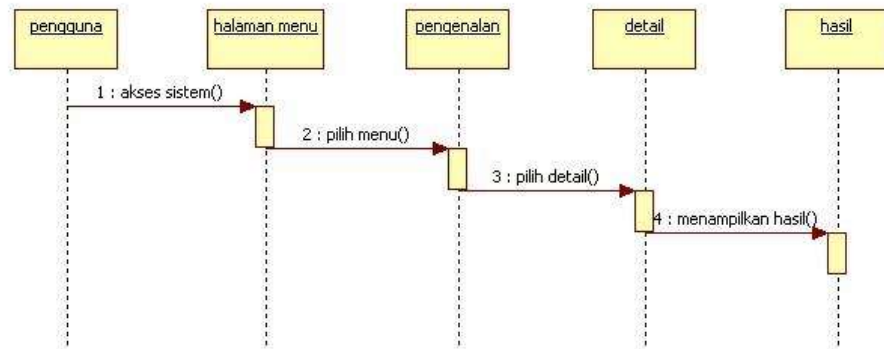 pengguna
halaman menu
pengenalan
detail
hasil
1 : akses sistem()
2 : pilih menu()
3 : pilih detail()
4 : menampilkan hasil()